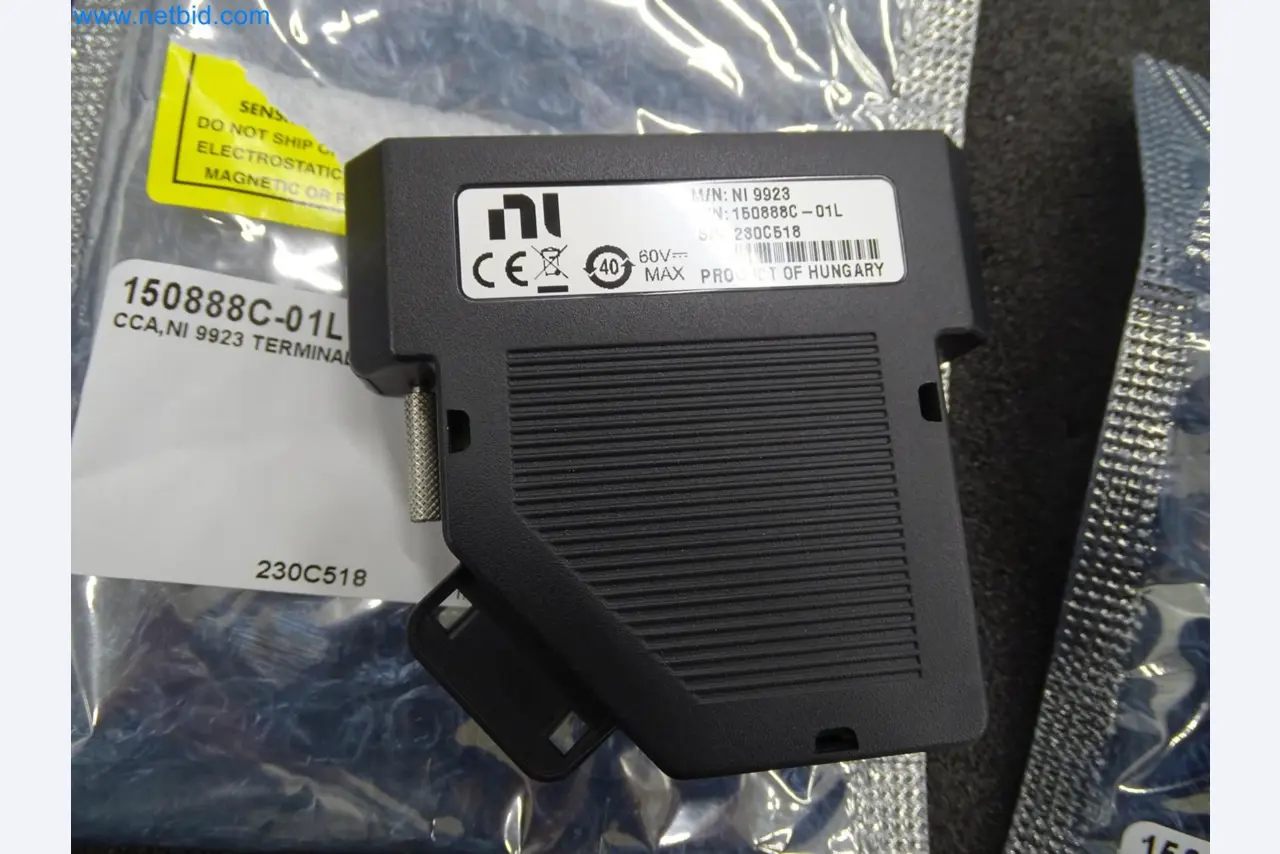 www.netbid.com
DO NOT SHIP
ELECTROSTATIC
MAGNETIC OR
150888C-01L
CCA,NI 9923 TERMINAL
230C518
NI
M/N: NI 9923
150888C-01L
230C518
CE 40 60V
MAX
PRODUCT OF HUNGARY